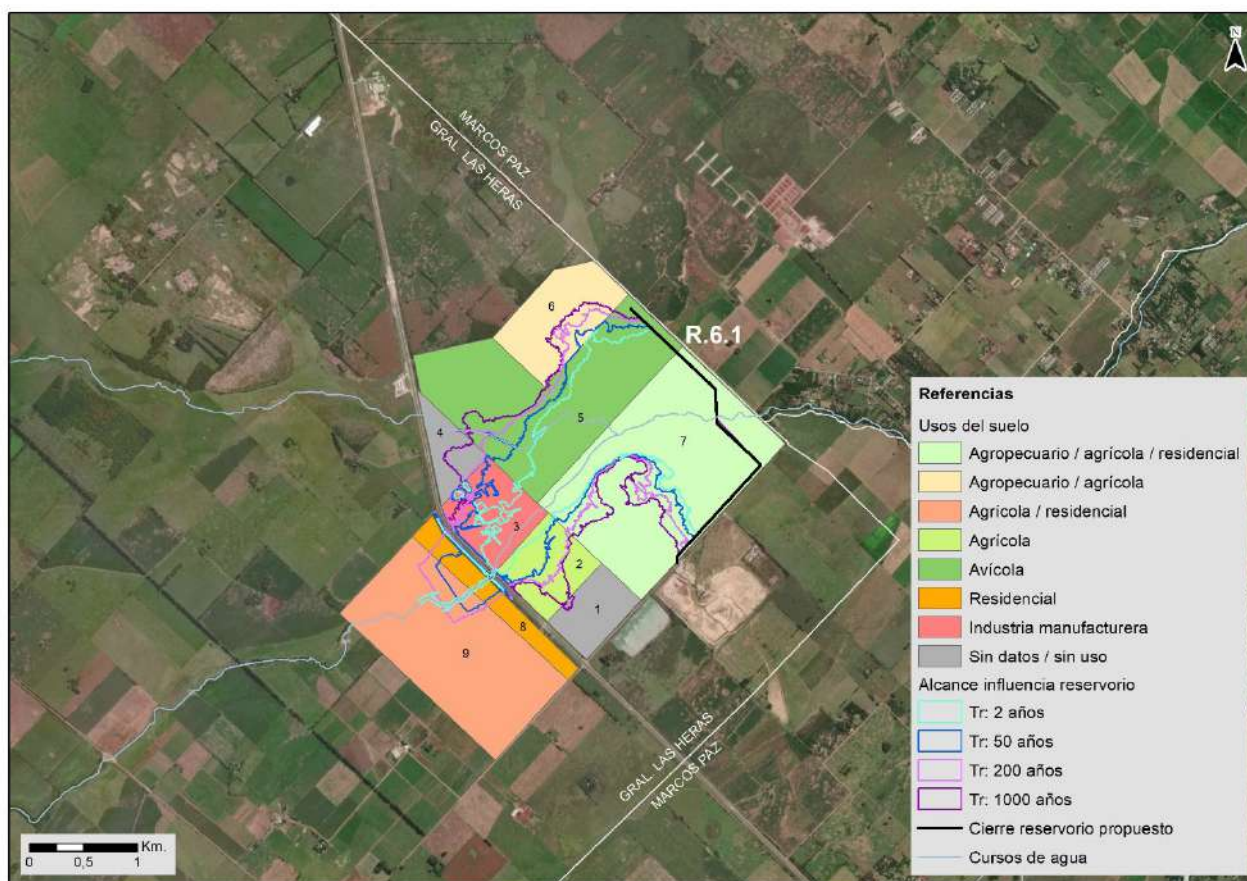 N
MARCOS PAZ
GRAL. LAS HERAS
6
R.6.1
5
4
7
3
2
1
8
9
GRAL. LAS HERAS
MARCOS PAZ
Referencias
Usos del suelo
Agropecuario / agrícola / residencial
Agropecuario / agrícola
Agrícola / residencial
Agrícola
Avícola
Residencial
Industria manufacturera
Sin datos / sin uso
Alcance influencia reservorio
Tr: 2 años
Tr: 50 años
Tr: 200 años
Tr: 1000 años
Cierre reservorio propuesto
Cursos de agua
Km.
0 0,5 1